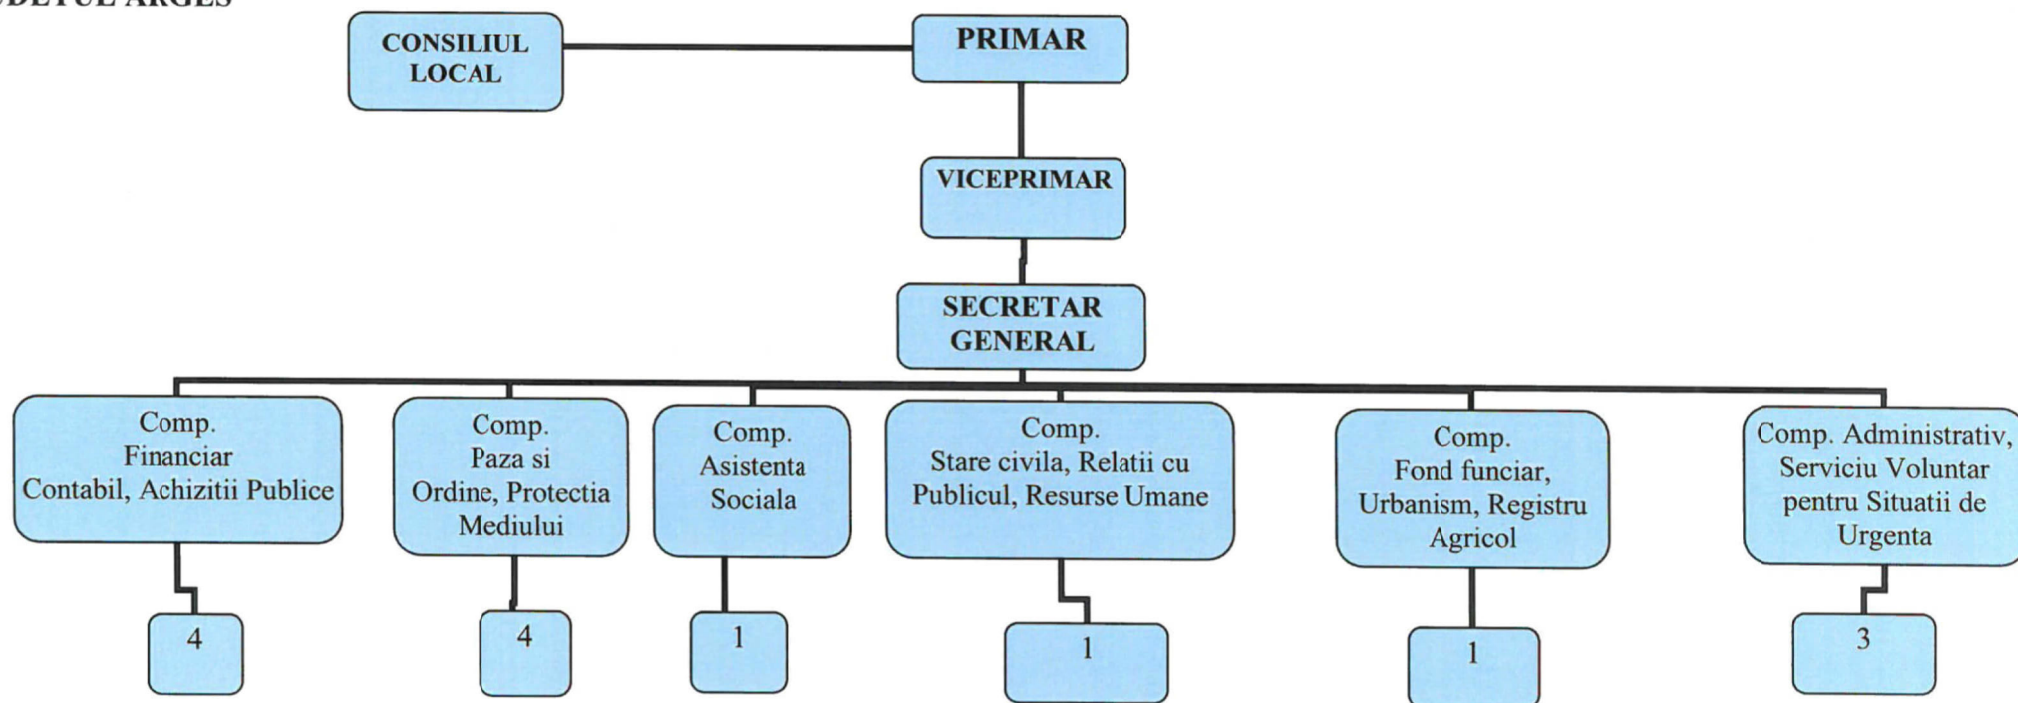 ARGES
CONSILIUL
LOCAL
PRIMAR
VICEPRIMAR
SECRETAR
GENERAL
Comp.
Financiar
Contabil, Achizitii Publice
Comp.
Paza si
Ordine, Protectia
Mediului
Comp.
Asistenta
Sociala
Comp.
Stare civila, Relatii cu
Publicul, Resurse Umane
Comp.
Fond funciar,
Urbanism, Registru
Agricol
Comp. Administrativ,
Serviciu Voluntar
pentru Situatii de
Urgenta
4
4
1
1
1
3